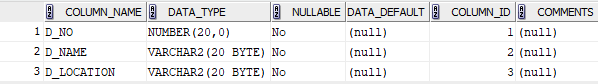 COLUMN_NAME DATA_TYPE NULLABLE DATA_DEFAULT COLUMN_ID COMMENTS
1 D_NO NUMBER(20,0) No (null) 1 (null)
2 D_NAME VARCHAR2(20 BYTE) No (null) 2 (null)
3 D_LOCATION VARCHAR2(20 BYTE) No (null) 3 (null)